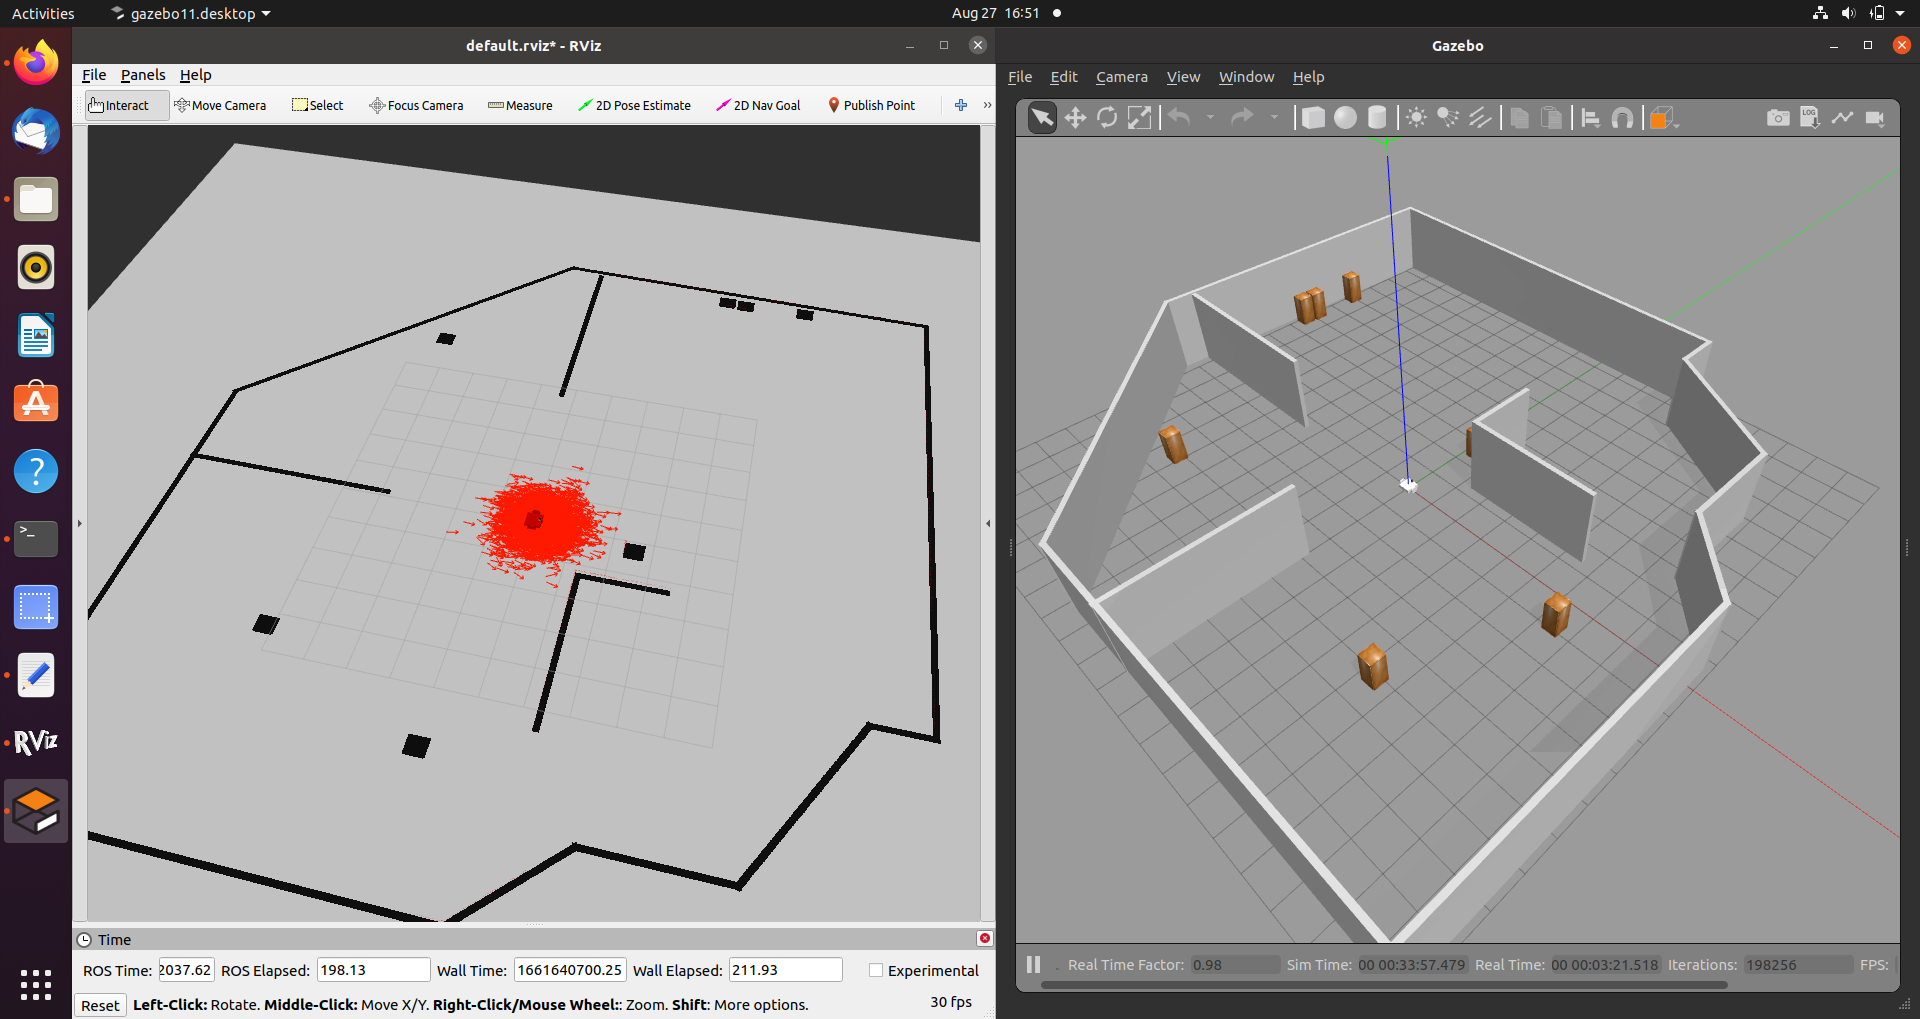 Activities gazebo11.desktop Aug 27 16:51
default.rviz* - RViz
File Panels Help
Interact Move Camera Select Focus Camera Measure 2D Pose Estimate 2D Nav Goal Publish Point »
Time
ROS Time: 2037.62 ROS Elapsed: 198.13 Wall Time: 1661640700.25 Wall Elapsed: 211.93 Experimental
Reset Left-Click: Rotate. Middle-Click: Move X/Y. Right-Click/Mouse Wheel:: Zoom. Shift: More options. 30 fps
Gazebo
File Edit Camera View Window Help
LOG
Real Time Factor: 0.98 Sim Time: 00 00:33:57.479 Real Time: 00 00:03:21.518 Iterations: 198256 FPS:
>_
?
RViz